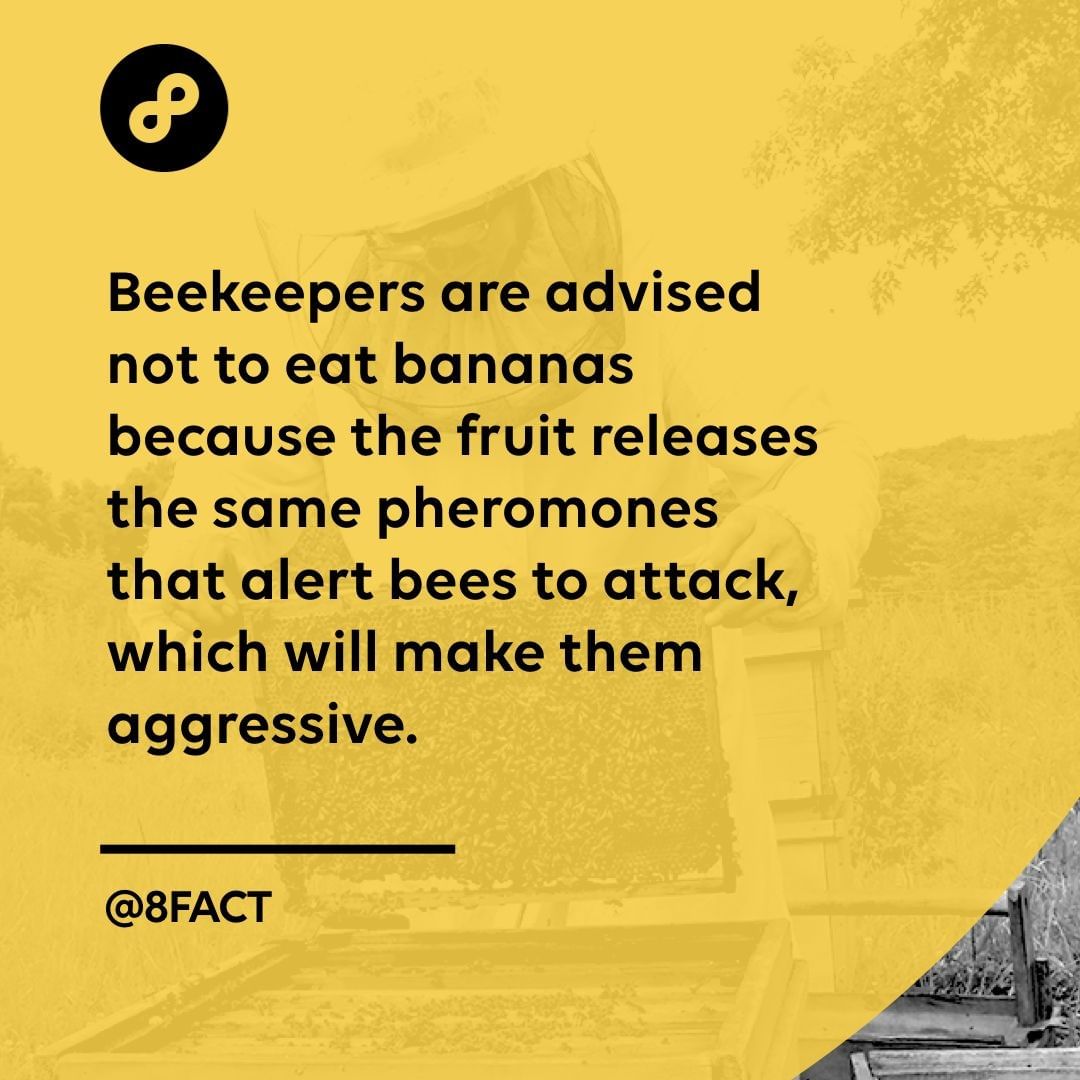 Beekeepers are advised
not to eat bananas
because the fruit releases
the same pheromones
that alert bees to attack,
which will make them
aggressive.
@8FACT